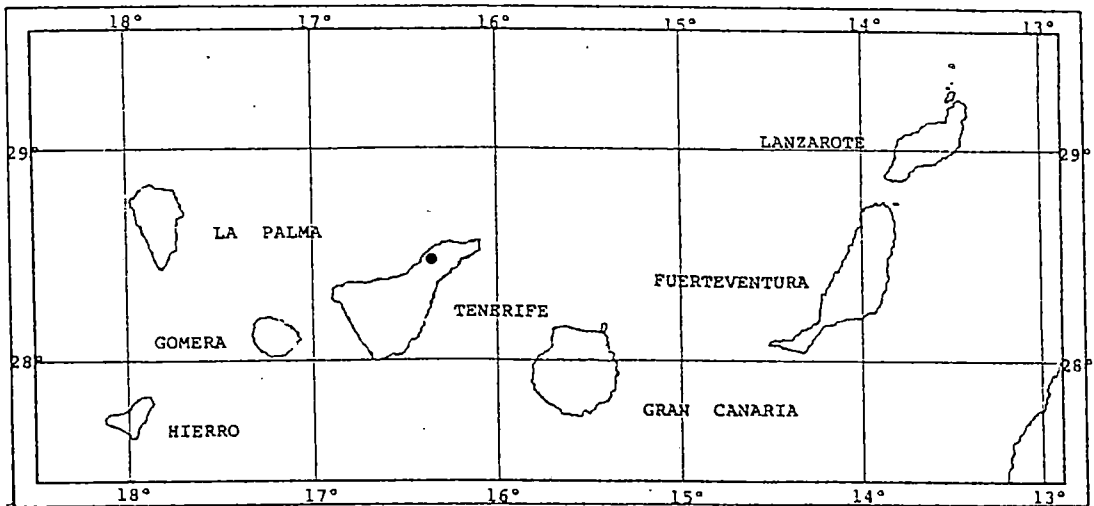 18° 17° 16° 15° 14° 13°
LANZAROTE
29° 29°
LA PALMA
FUERTEVENTURA
TENERIFE
GOMERA
28° 28°
GRAN CANARIA
HIERRO
18° 17° 16° 15° 14° 13°